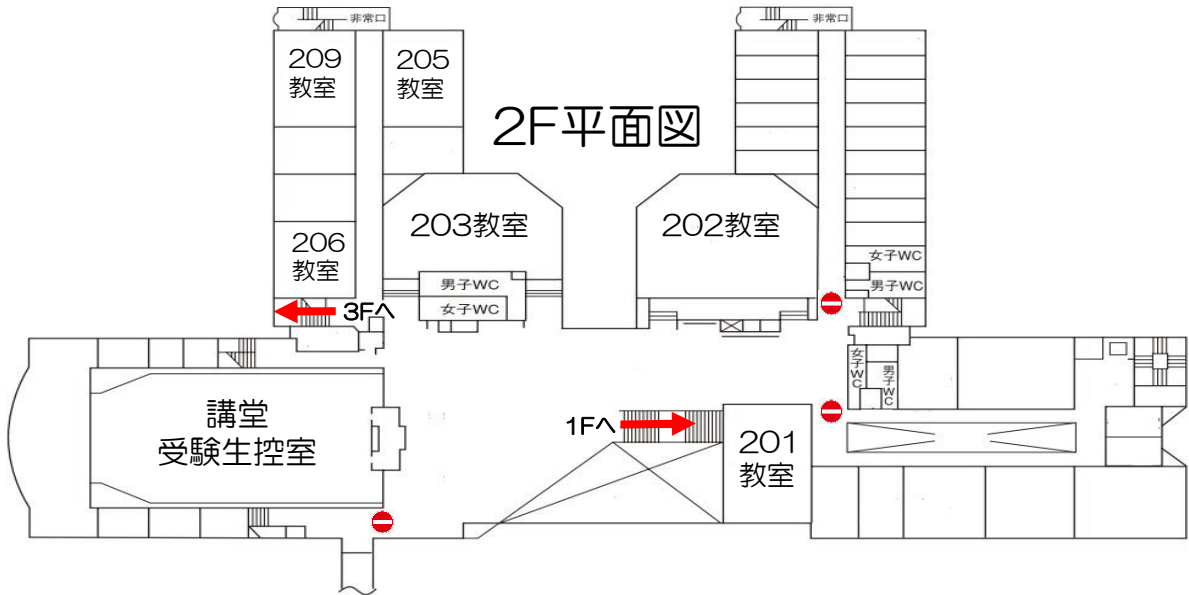 非常口
非常口
209
教室
205
教室
2F平面図
203教室
202教室
206
教室
女子WC
男子WC
男子WC
女子WC
3Fへ
女子WC
男子WC
講堂
受験生控室
1Fへ
201
教室